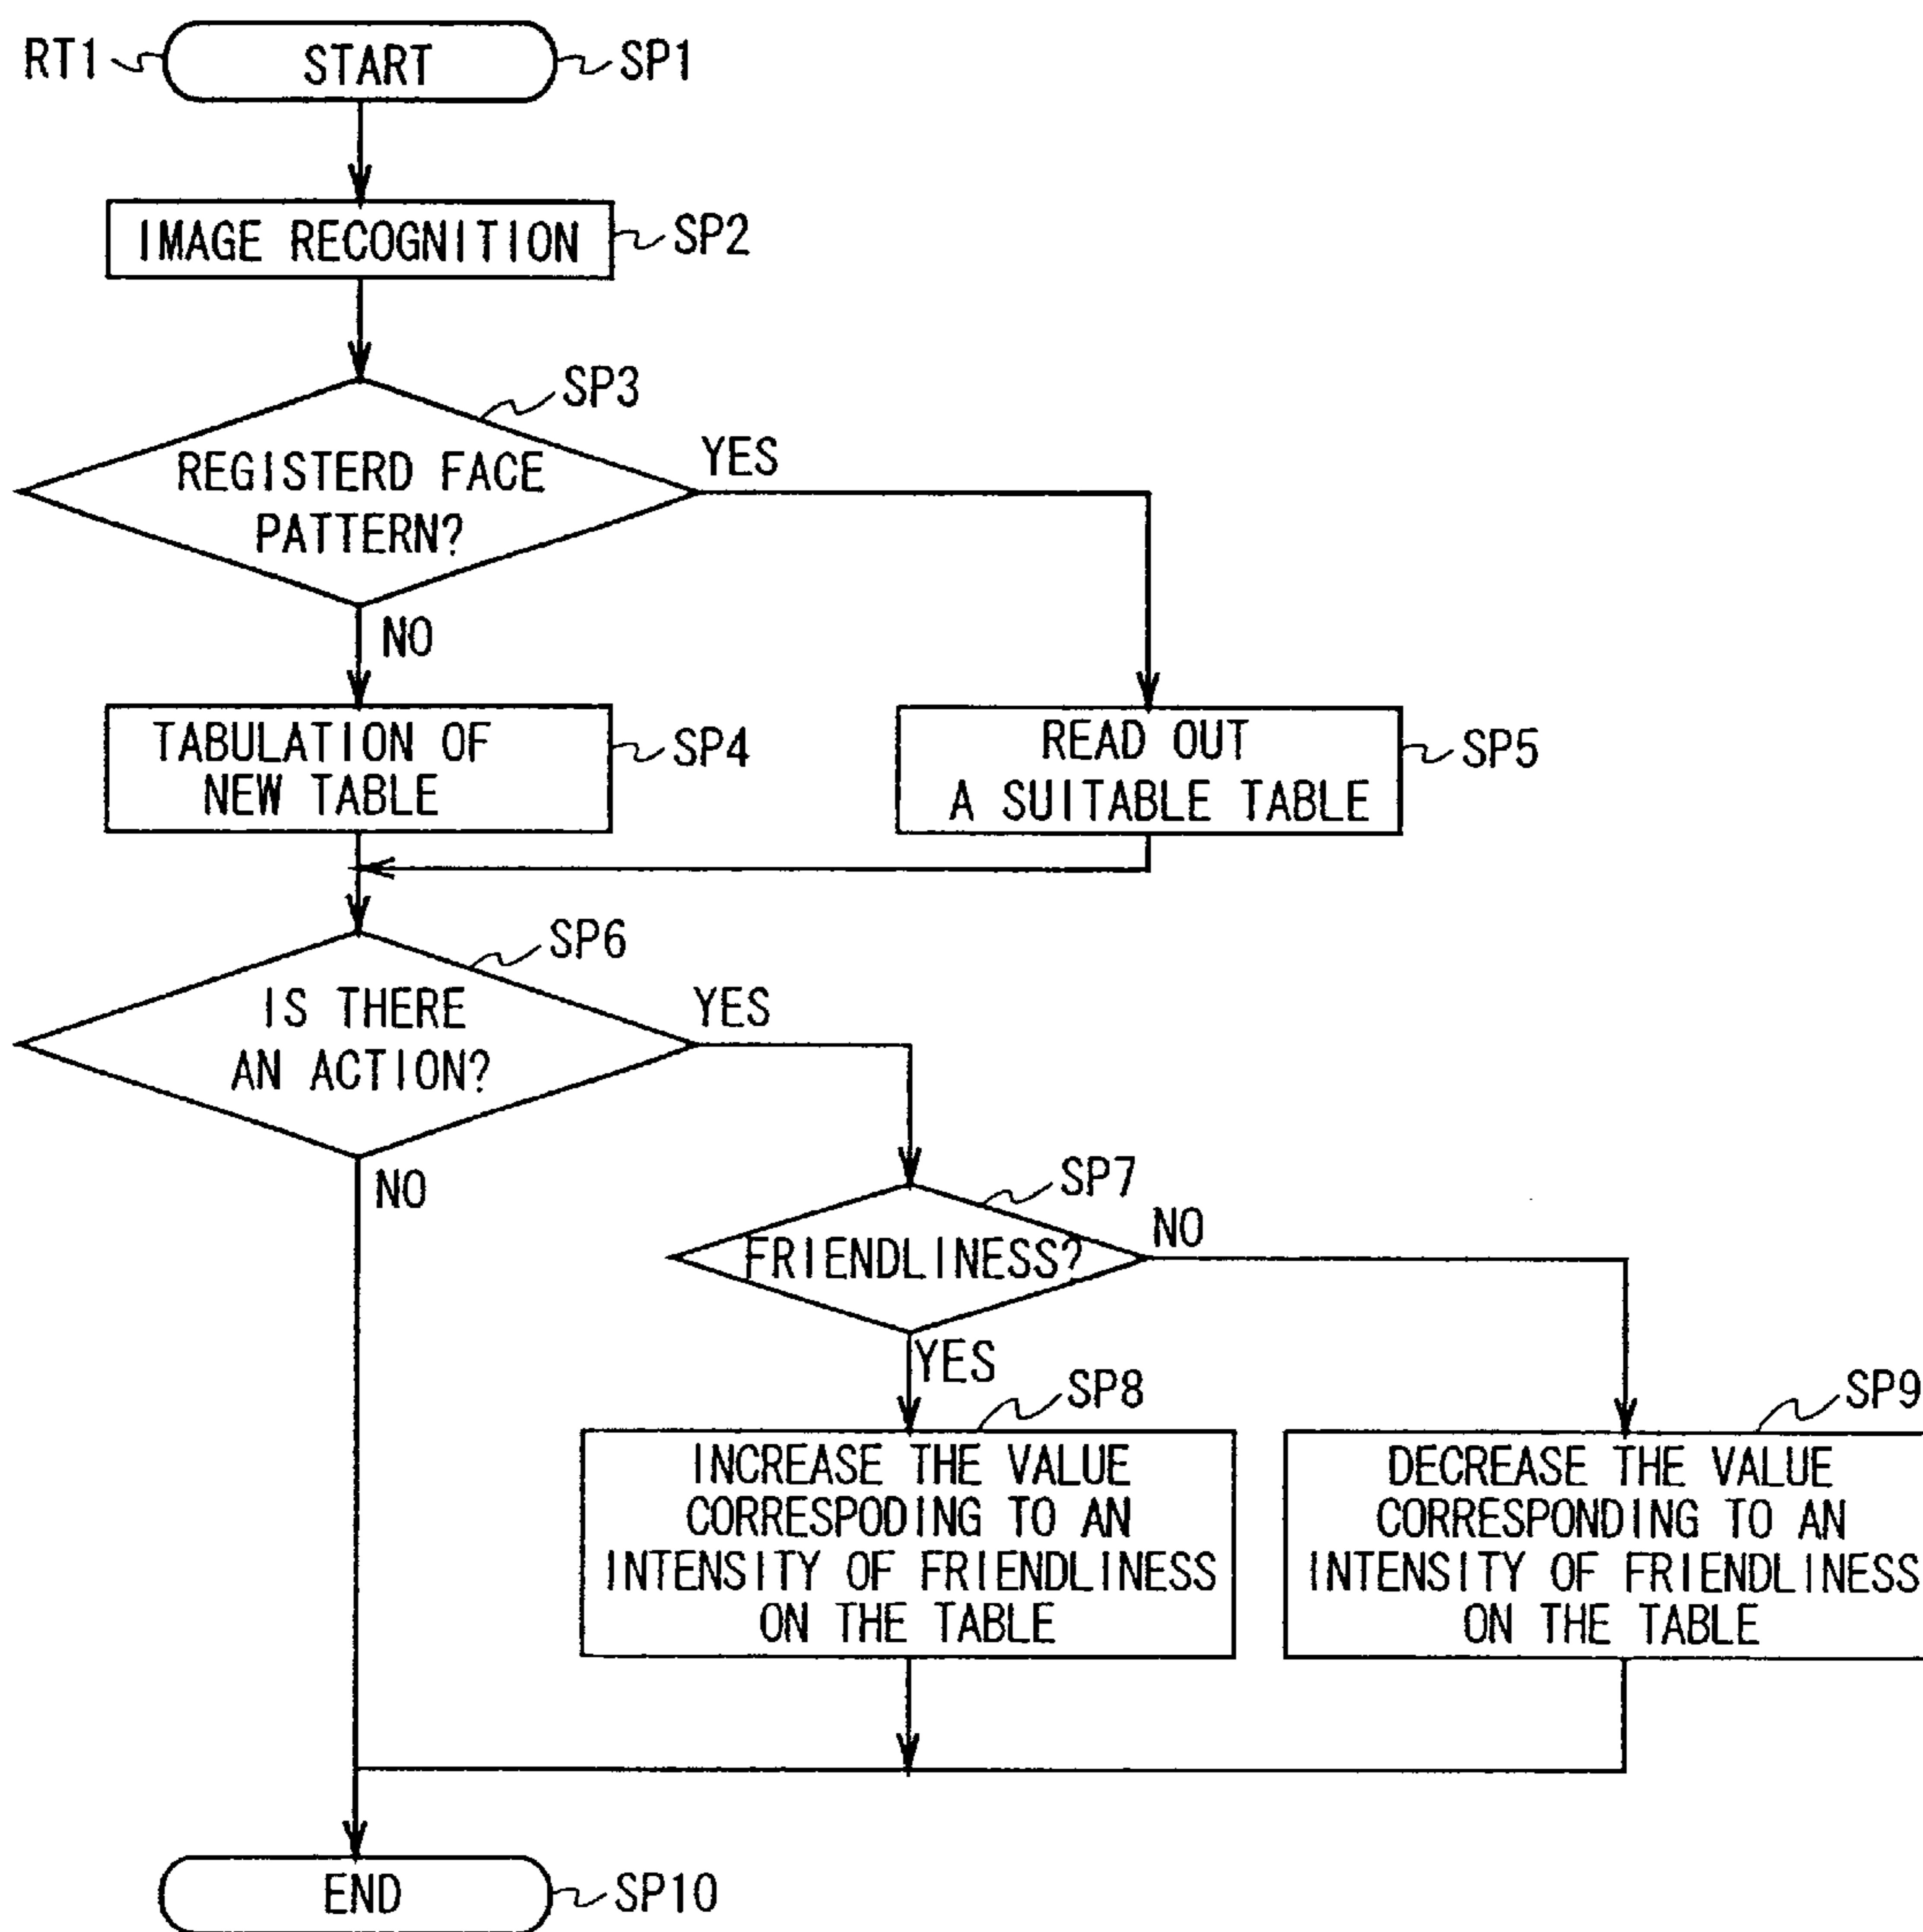 RT1
START
SP1
IMAGE RECOGNITION
SP2
SP3
REGISTERD FACE
PATTERN?
YES
NO
TABULATION OF
NEW TABLE
SP4
READ OUT
A SUITABLE TABLE
SP5
SP6
IS THERE
AN ACTION?
YES
NO
SP7
FRIENDLINESS?
NO
YES
SP8
INCREASE THE VALUE
CORRESPODING TO AN
INTENSITY OF FRIENDLINESS
ON THE TABLE
SP9
DECREASE THE VALUE
CORRESPONDING TO AN
INTENSITY OF FRIENDLINESS
ON THE TABLE
END
SP10